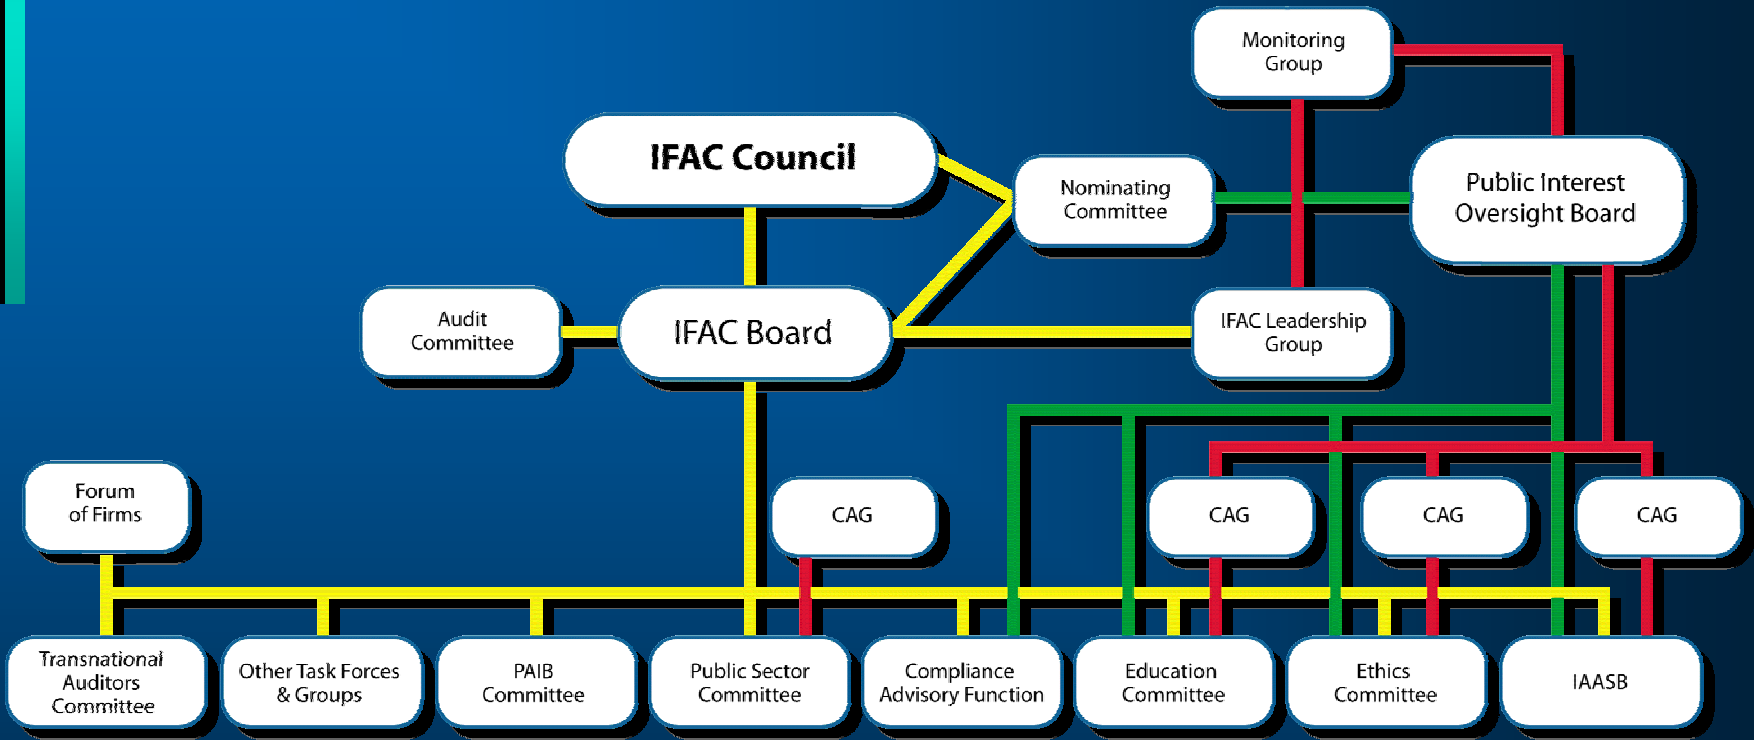 Monitoring
Group
IFAC Council
Nominating
Committee
Public Interest
Oversight Board
Audit
Committee
IFAC Board
IFAC Leadership
Group
Forum
of Firms
CAG
CAG
CAG
CAG
Transnational
Auditors
Committee
Other Task Forces
& Groups
PAIB
Committee
Public Sector
Committee
Compliance
Advisory Function
Education
Committee
Ethics
Committee
IAASB